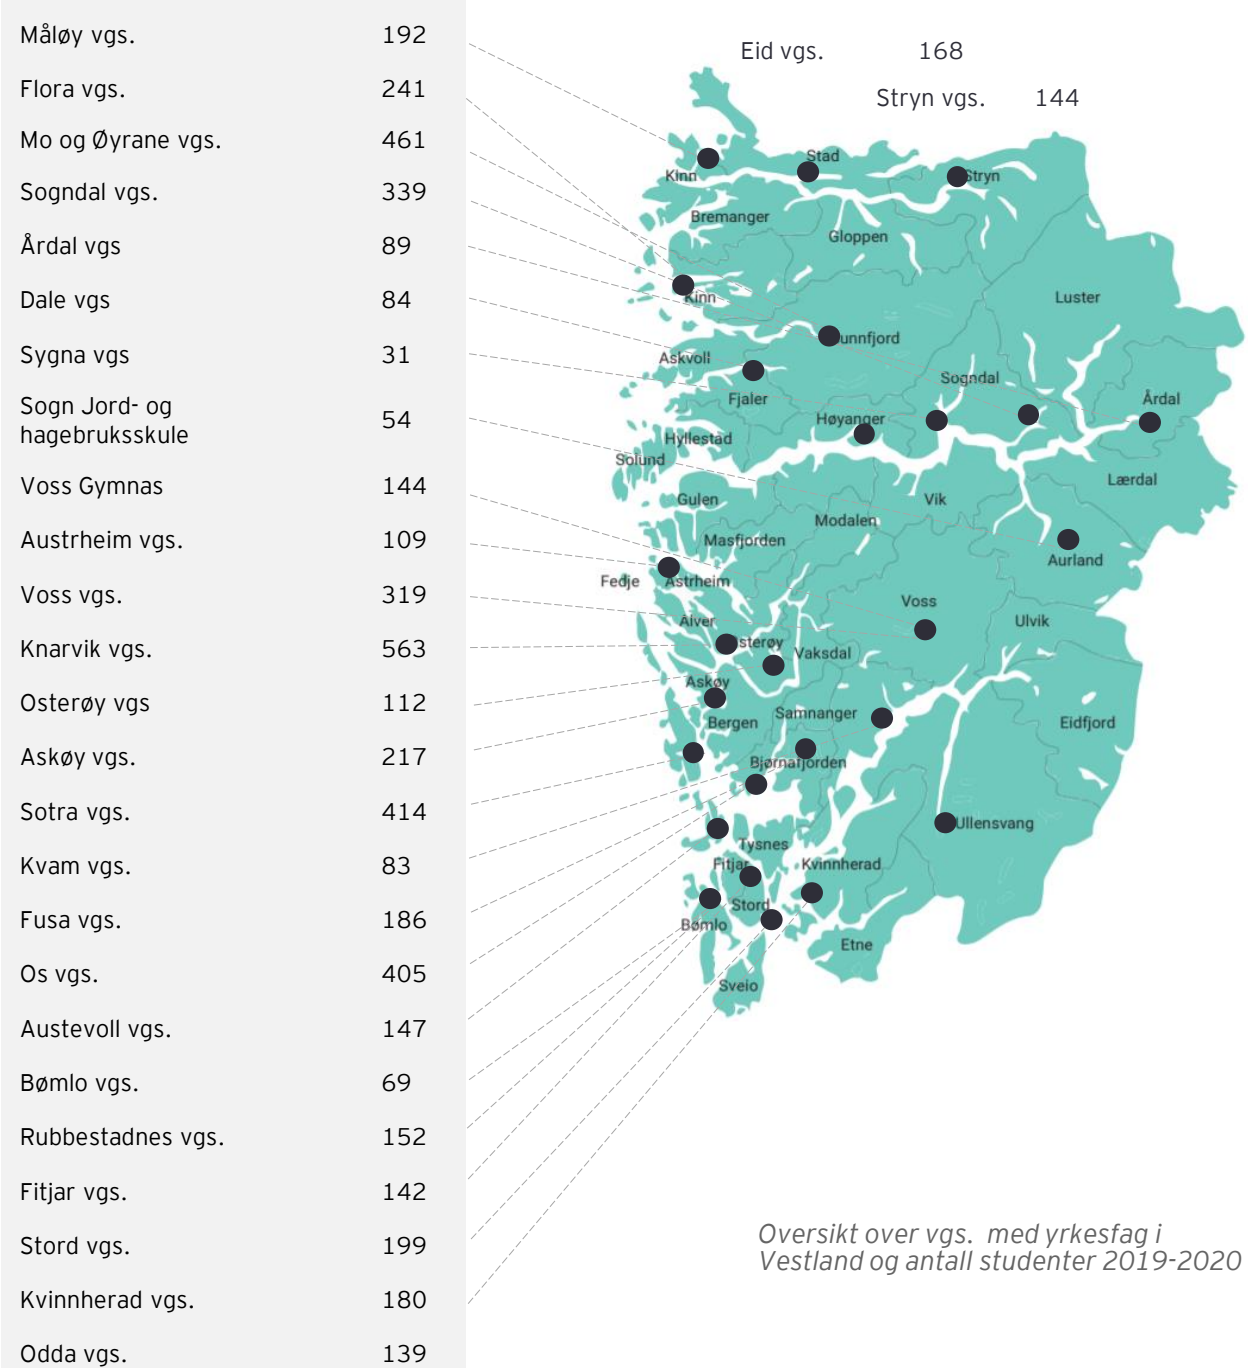 Måløy vgs. 192
Flora vgs. 241
Mo og Øyrane vgs. 461
Sogndal vgs. 339
Årdal vgs 89
Dale vgs 84
Sygna vgs 31
Sogn Jord- og
hagebruksskule 54
Voss Gymnas 144
Austrheim vgs. 109
Voss vgs. 319
Knarvik vgs. 563
Osterøy vgs 112
Askøy vgs. 217
Sotra vgs. 414
Kvam vgs. 83
Fusa vgs. 186
Os vgs. 405
Austevoll vgs. 147
Bømlo vgs. 69
Rubbestadnes vgs. 152
Fitjar vgs. 142
Stord vgs. 199
Kvinnherad vgs. 180
Odda vgs. 139
Eid vgs. 168
Stryn vgs. 144
Stad
Kinn
Stryn
Bremanger
Gloppen
Kinn
Luster
unnfjord
Askvoll
Sogndal
Fjaler
Årdal
Høyanger
Hyllestad
Solund
Lærdal
Gulen
Vik
Modalen
Masfjorden
Aurland
Fedje
Astrheim
Voss
Alver
Ulvik
sterøy
Vaksdal
Askøy
Samnanger
Bergen
Eidfjord
Bjørnafjorden
Ullensvang
Tysnes
Fitjar
Kvinnherad
Stord
Bømlo
Etne
Sveio
Oversikt over vgs. med yrkesfag i
Vestland og antall studenter 2019-2020